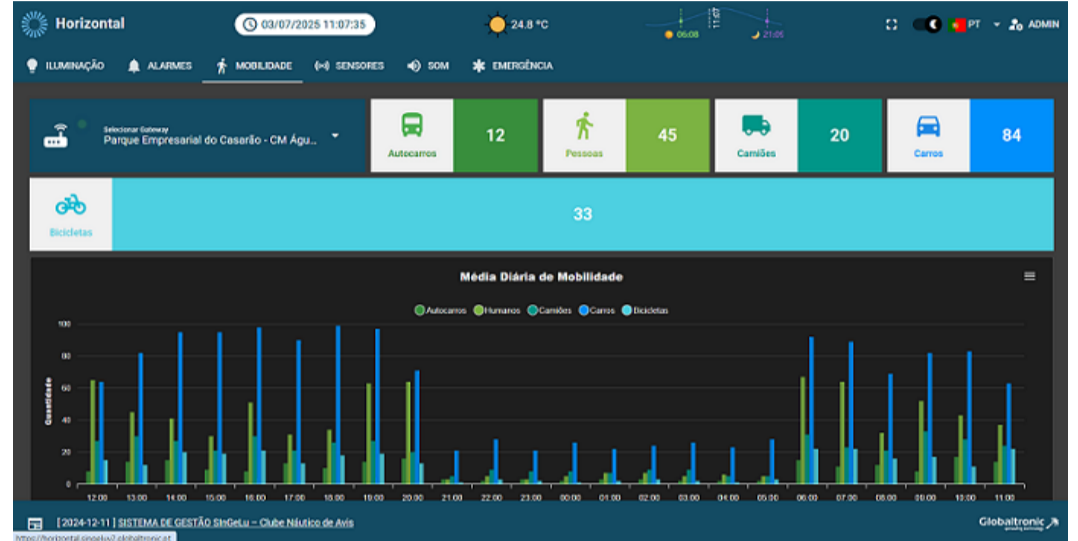 Horizontal
03/07/2025 11:07:35
24.8 °C
06:08
11:07
21:05
PT
ADMIN
ILUMINAÇÃO
ALARMES
MOBILIDADE
SENSORES
SOM
EMERGÊNCIA
Selecionar Gateway
Parque Empresarial do Casarão - CM Águ...
Autocarros
12
Pessoas
45
Camiões
20
Carros
84
Bicicletas
33
Média Diária de Mobilidade
Autocarros Humanos Camiões Carros Bicicletas
Quantidade
100
80
60
40
20
0
12:00 13:00 14:00 15:00 16:00 17:00 18:00 19:00 20:00 21:00 22:00 23:00 00:00 01:00 02:00 03:00 04:00 05:00 06:00 07:00 08:00 09:00 10:00 11:00
[ 2024-12-11 ] SISTEMA DE GESTÃO SInGeLu – Clube Náutico de Avis
Globaltronic